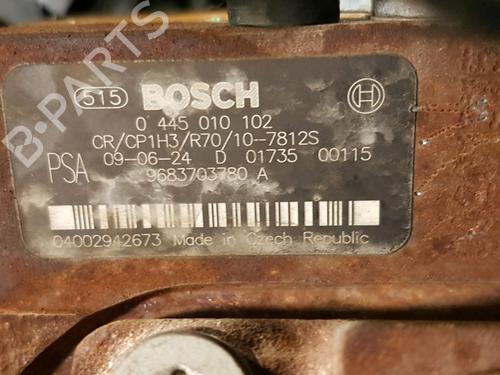 515 BOSCH
0 445 010 102
CR/CP1H3/R70/10-7812S
PSA 09-06-24 D 01735 00115
9683703780 A
04002942673 Made in Czech Republic
B-PARTS